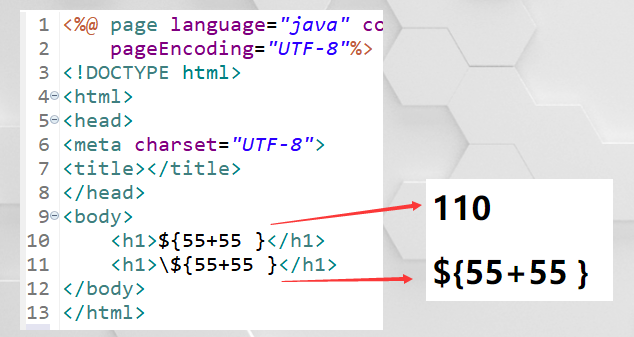 1 <%@ page language="java" co
2     pageEncoding="UTF-8"%>
3 <!DOCTYPE html>
4 <html>
5 <head>
6 <meta charset="UTF-8">
7 <title></title>
8 </head>
9 <body>
10     <h1>${55+55 }</h1>
11     <h1>\${55+55 }</h1>
12 </body>
13 </html>
110
${55+55 }